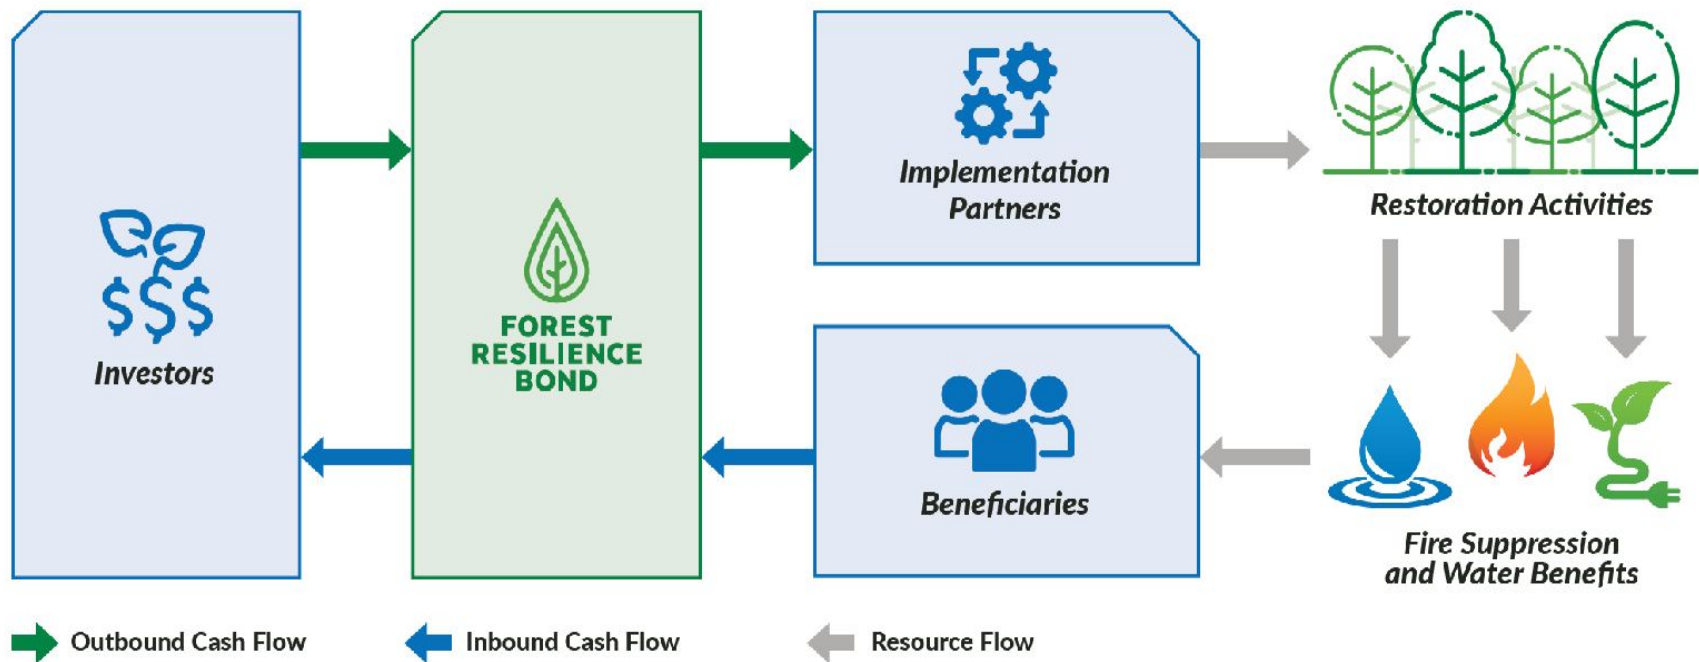 Investors
FOREST
RESILIENCE
BOND
Implementation
Partners
Restoration Activities
Beneficiaries
Fire Suppression
and Water Benefits
Outbound Cash Flow
Inbound Cash Flow
Resource Flow